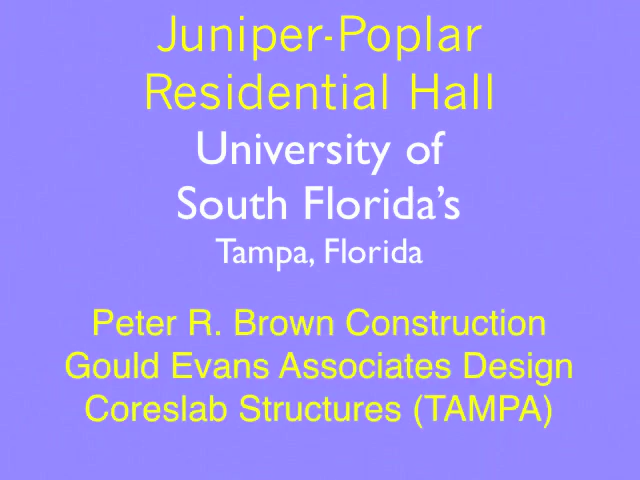 Juniper-Poplar
Residential Hall
University of
South Florida’s
Tampa, Florida
Peter R. Brown Construction
Gould Evans Associates Design
Coreslab Structures (TAMPA)